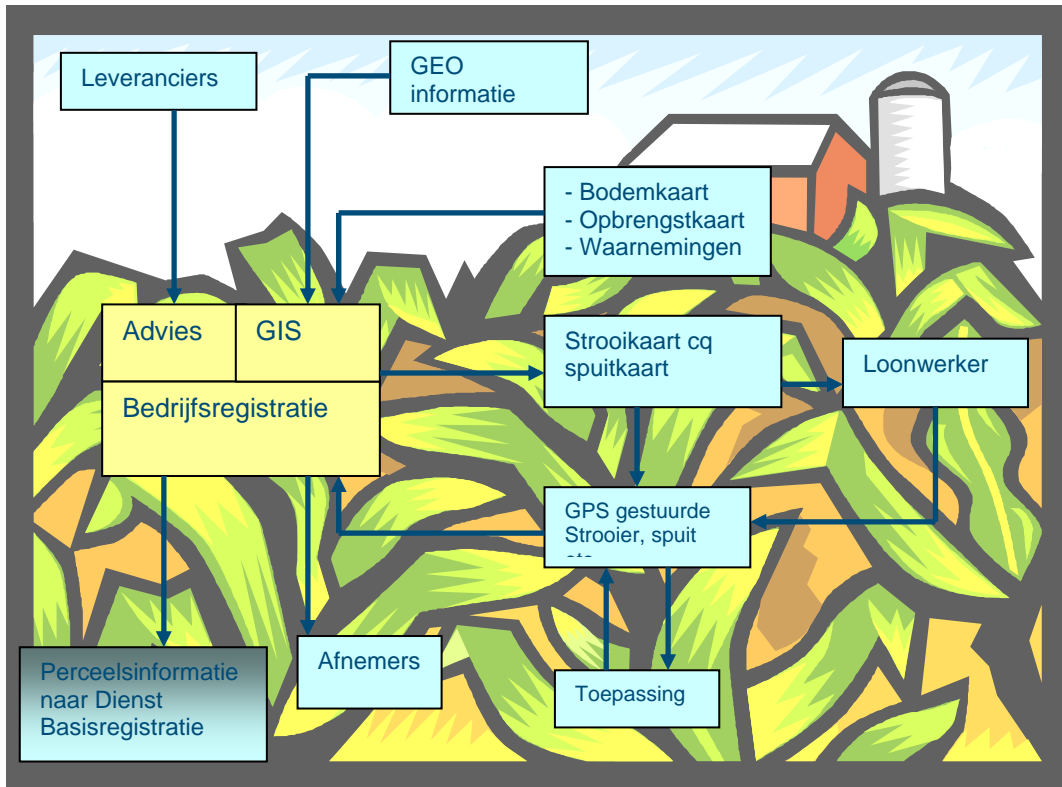 Leveranciers
GEO
informatie
- Bodemkaart
- Opbrengstkaart
- Waarnemingen
Advies
GIS
Bedrijfsregistratie
Strooikaart cq
spuitkaart
Loonwerker
GPS gestuurde
Strooier, spuit
Perceelsinformatie
naar Dienst
Basisregistratie
Afnemers
Toepassing